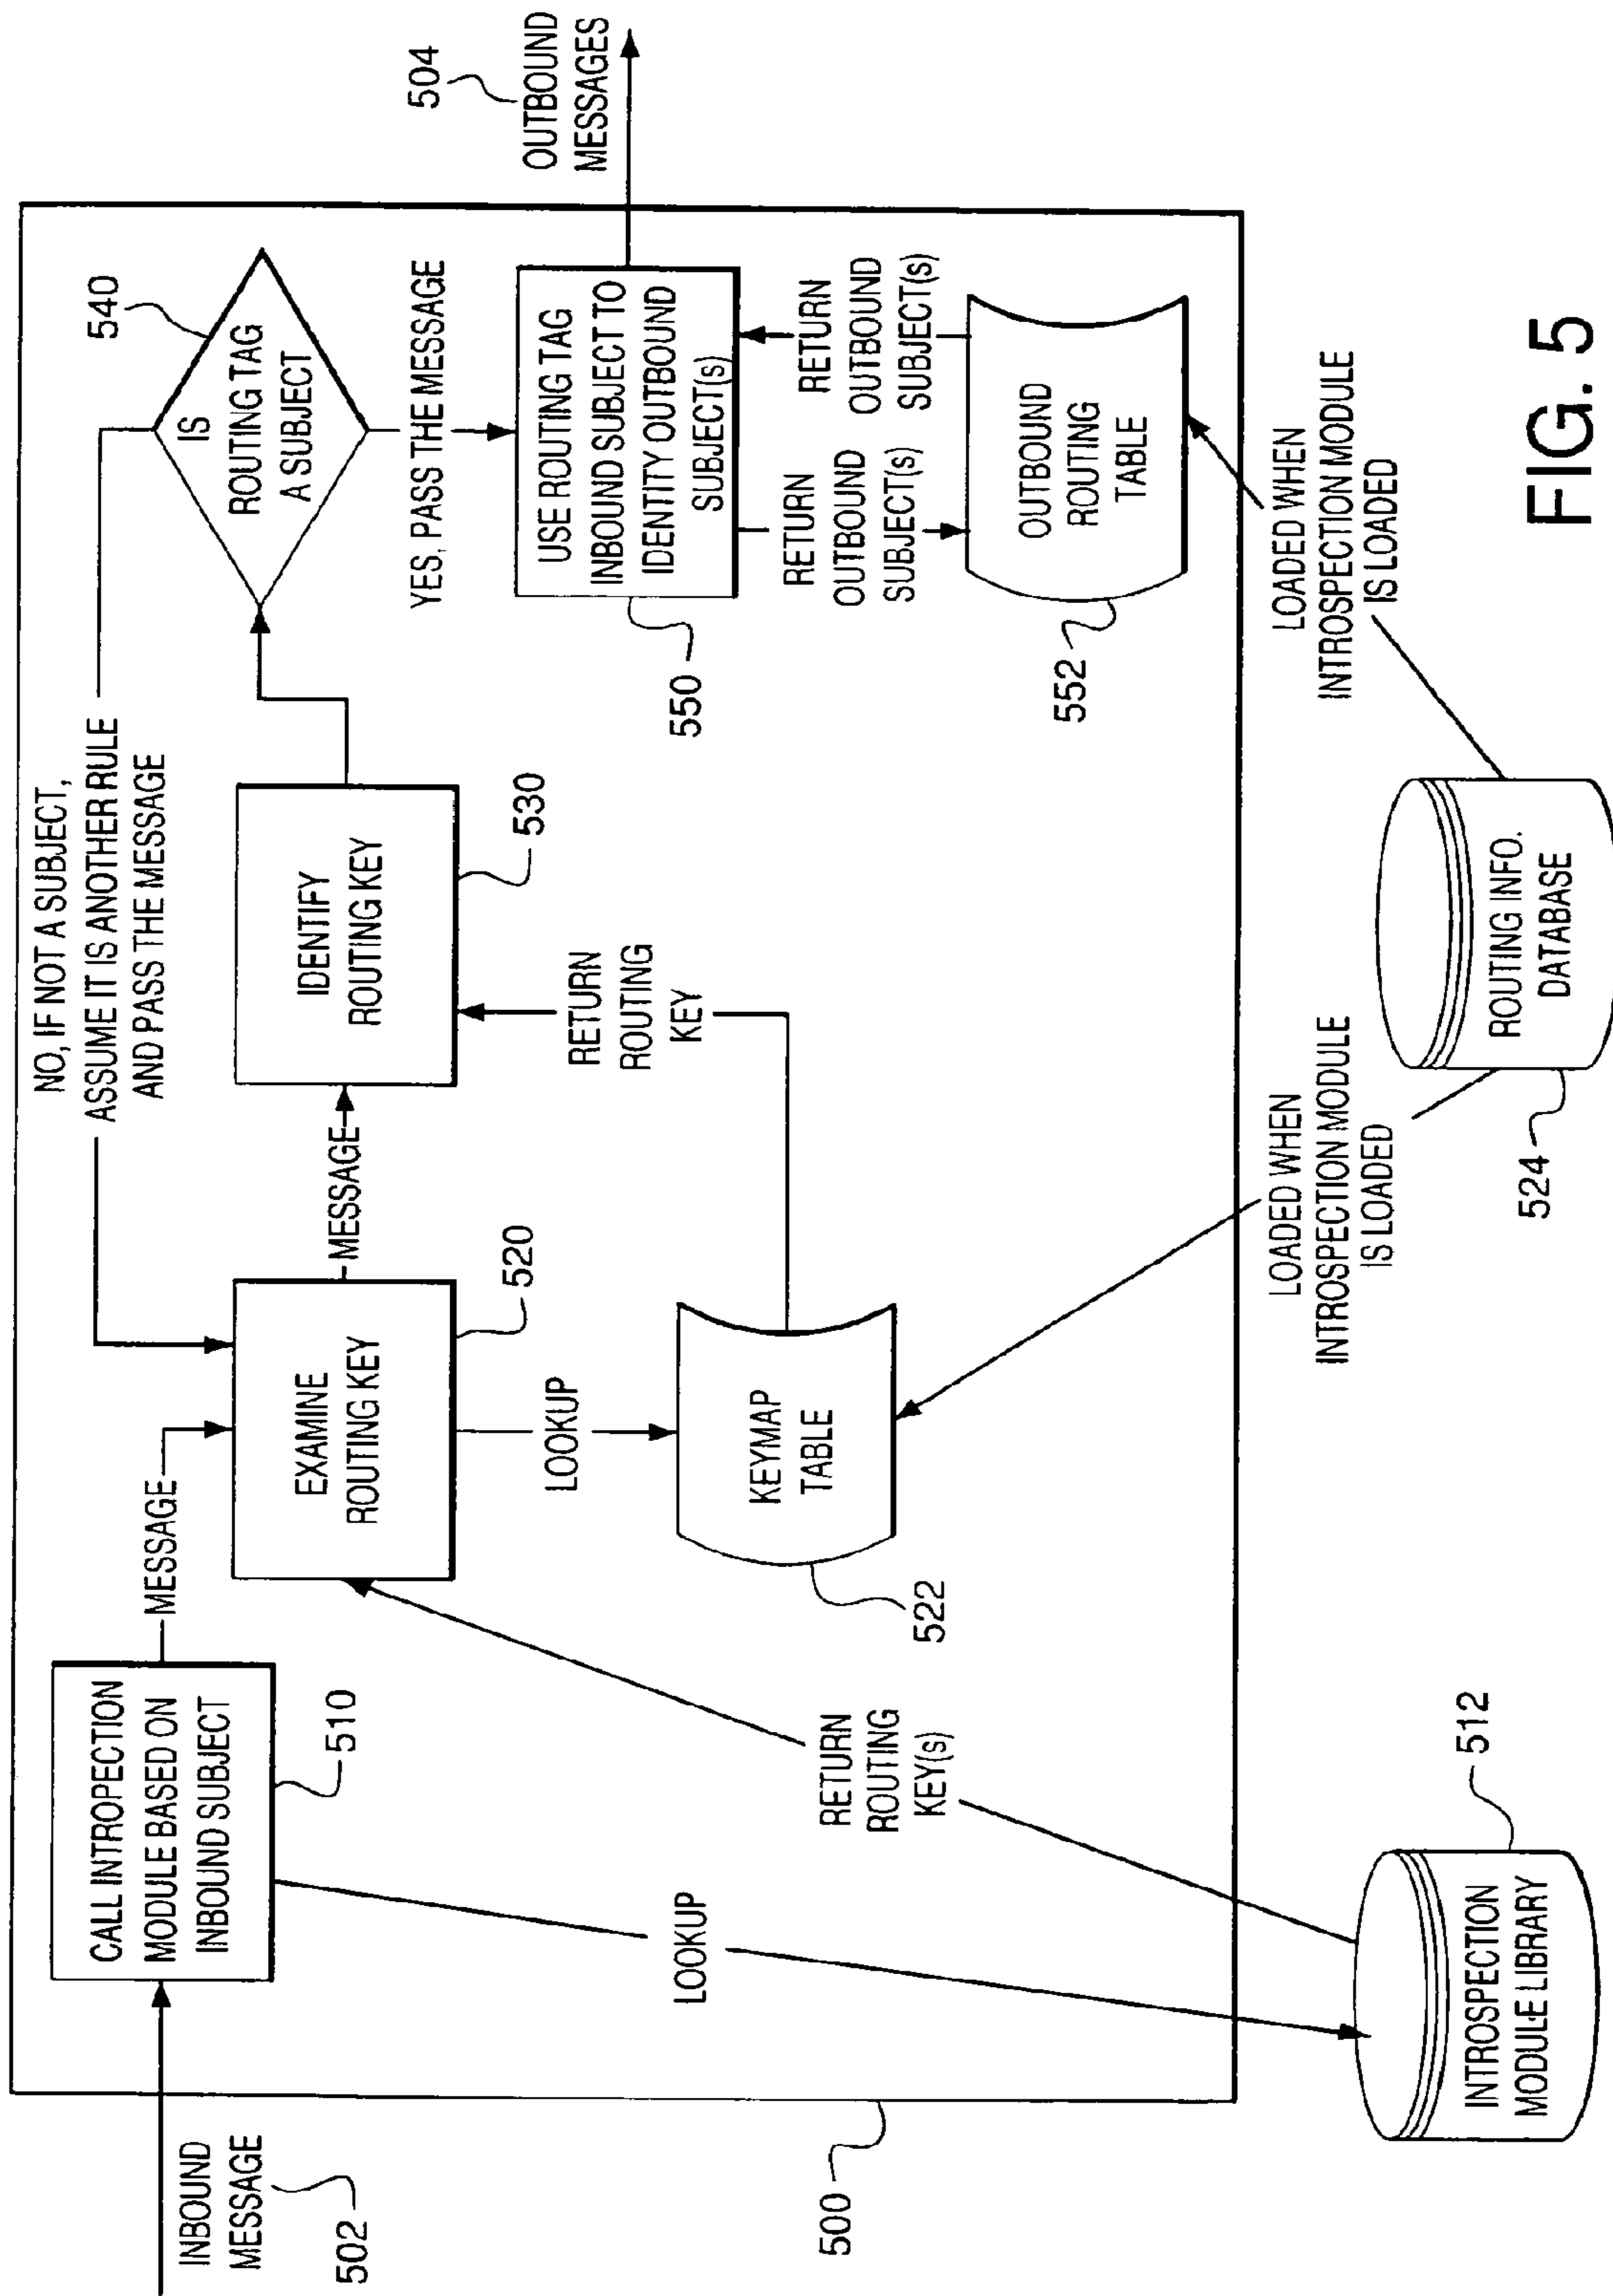 INBOUND
MESSAGE
502
CALL INTROPECTION
MODULE BASED ON
INBOUND SUBJECT
510
MESSAGE
NO, IF NOT A SUBJECT,
ASSUME IT IS ANOTHER RULE
AND PASS THE MESSAGE
EXAMINE
ROUTING KEY
520
MESSAGE
IDENTIFY
ROUTING KEY
530
IS
ROUTING TAG
A SUBJECT
540
YES, PASS THE MESSAGE
504
OUTBOUND
MESSAGES
USE ROUTING TAG
INBOUND SUBJECT TO
IDENTITY OUTBOUND
SUBJECT(s)
550
RETURN
OUTBOUND
SUBJECT(s)
RETURN
OUTBOUND
SUBJECT(s)
OUTBOUND
ROUTING
TABLE
552
LOOKUP
KEYMAP
TABLE
522
RETURN
ROUTING
KEY
LOOKUP
RETURN
ROUTING
KEY(s)
500
INTROSPECTION
MODULE LIBRARY
512
LOADED WHEN
INTROSPECTION MODULE
IS LOADED
ROUTING INFO.
DATABASE
524
LOADED WHEN
INTROSPECTION MODULE
IS LOADED
FIG. 5